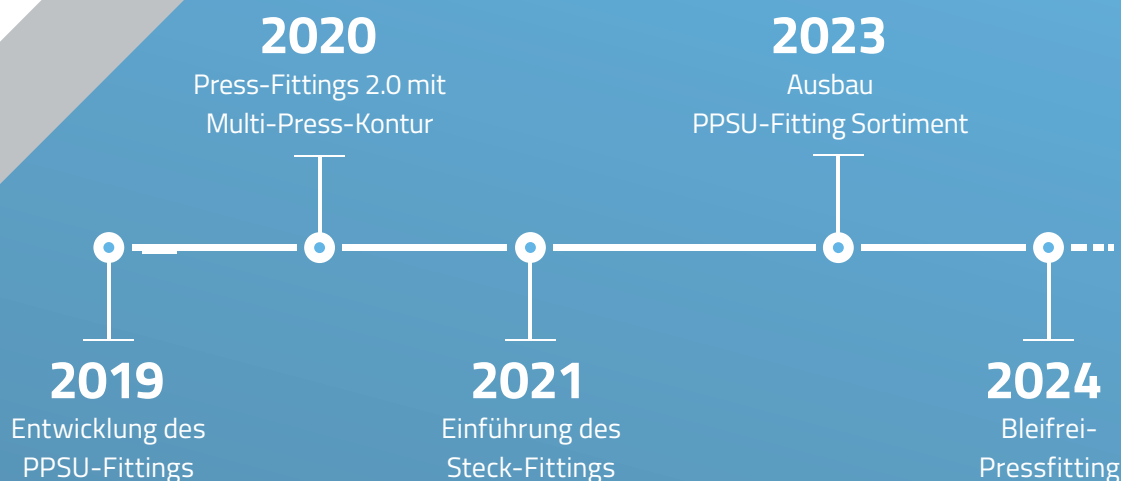 2020
Press-Fittings 2.0 mit
Multi-Press-Kontur
2023
Ausbau
PPSU-Fitting Sortiment
2019
Entwicklung des
PPSU-Fittings
2021
Einführung des
Steck-Fittings
2024
Bleifrei-
Pressfitting